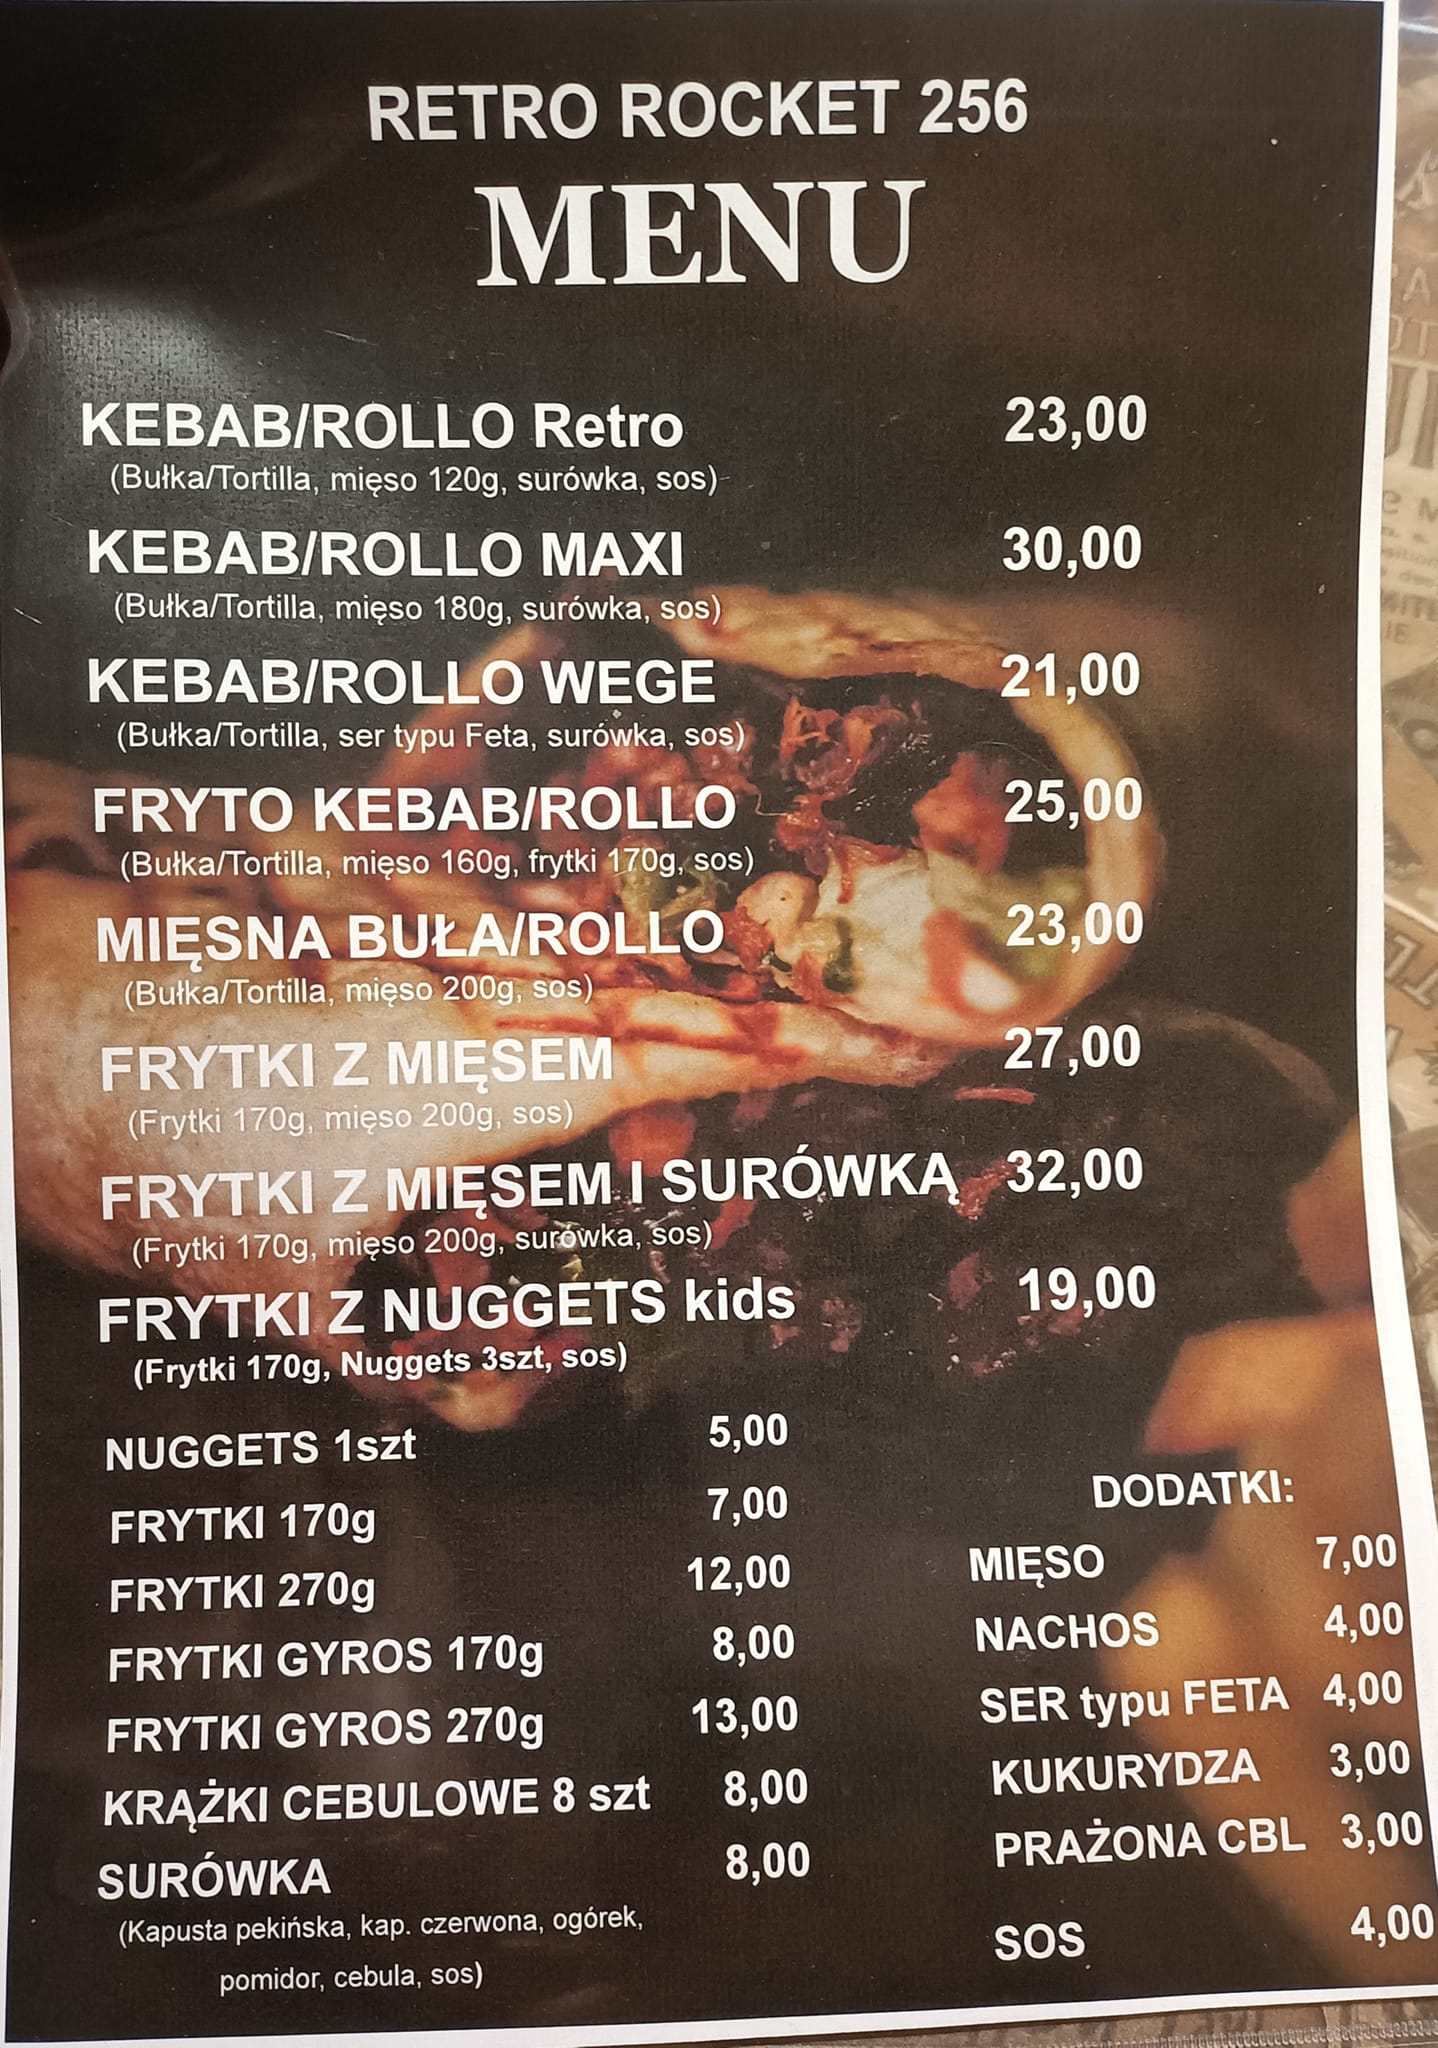 RETRO ROCKET 256
MENU
KEBAB/ROLLO Retro 23,00
(Bułka/Tortilla, mięso 120g, surówka, sos)
KEBAB/ROLLO MAXI 30,00
(Bułka/Tortilla, mięso 180g, surówka, sos)
KEBAB/ROLLO WEGE 21,00
(Bułka/Tortilla, ser typu Feta, surówka, sos)
FRYTO KEBAB/ROLLO 25,00
(Bułka/Tortilla, mięso 160g, frytki 170g, sos)
MIĘSNA BUŁA/ROLLO 23,00
(Bułka/Tortilla, mięso 200g, sos)
FRYTKI Z MIĘSEM 27,00
(Frytki 170g, mięso 200g, sos)
FRYTKI Z MIĘSEM I SURÓWKĄ 32,00
(Frytki 170g, mięso 200g, surówka, sos)
FRYTKI Z NUGGETS kids 19,00
(Frytki 170g, Nuggets 3szt, sos)
NUGGETS 1szt 5,00
FRYTKI 170g 7,00
FRYTKI 270g 12,00
FRYTKI GYROS 170g 8,00
FRYTKI GYROS 270g 13,00
KRĄŻKI CEBULOWE 8 szt 8,00
SURÓWKA 8,00
(Kapusta pekińska, kap. czerwona, ogórek,
pomidor, cebula, sos)
DODATKI:
MIĘSO 7,00
NACHOS 4,00
SER typu FETA 4,00
KUKURYDZA 3,00
PRAŻONA CBL 3,00
SOS 4,00